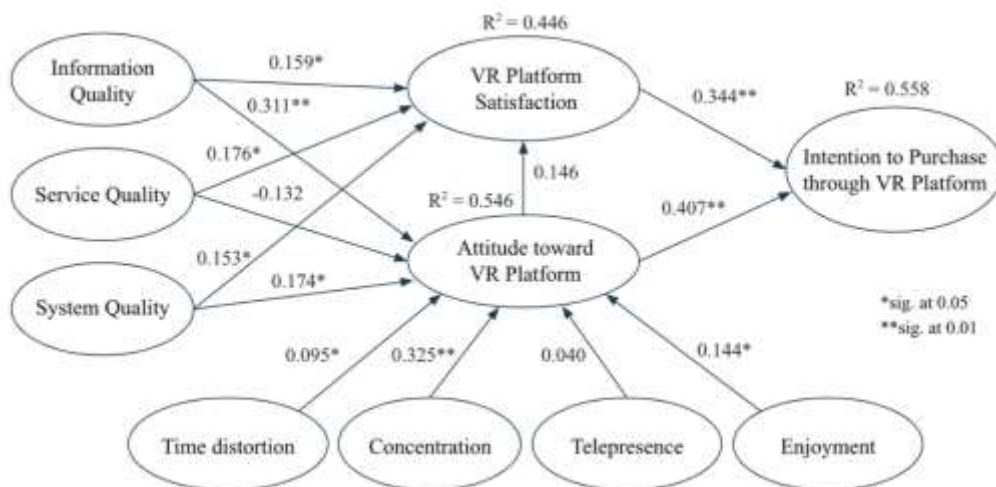 R² = 0.446
Information
Quality
0.159*
VR Platform
Satisfaction
0.344**
R² = 0.558
0.311**
0.176*
Service Quality
-0.132
R² = 0.546
0.146
Intention to Purchase
through VR Platform
0.407**
Attitude toward
VR Platform
0.153*
System Quality
0.174*
*sig. at 0.05
**sig. at 0.01
0.095*
0.325**
0.040
0.144*
Time distortion
Concentration
Telepresence
Enjoyment